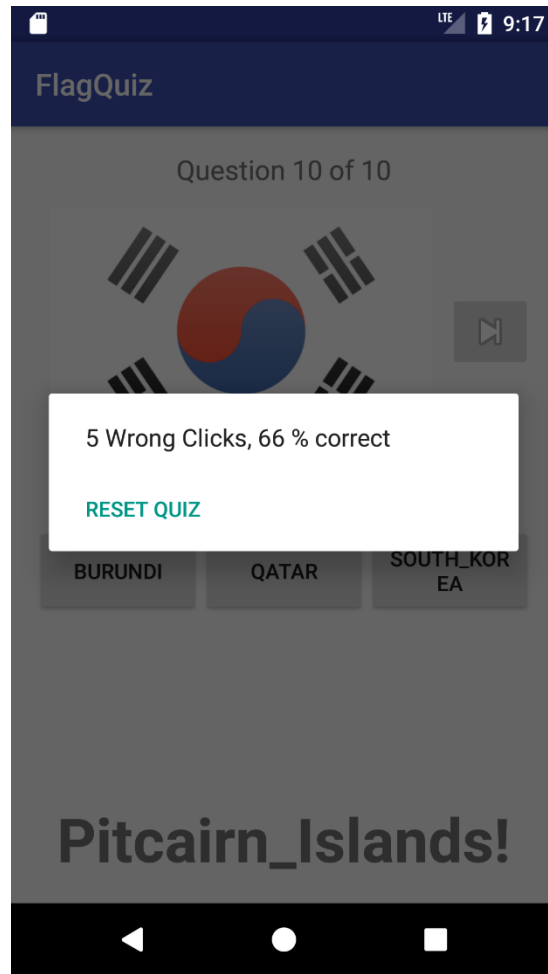 LTE 9:17
FlagQuiz
Question 10 of 10
5 Wrong Clicks, 66 % correct
RESET QUIZ
BURUNDI
QATAR
SOUTH_KOR
EA
Pitcairn_Islands!